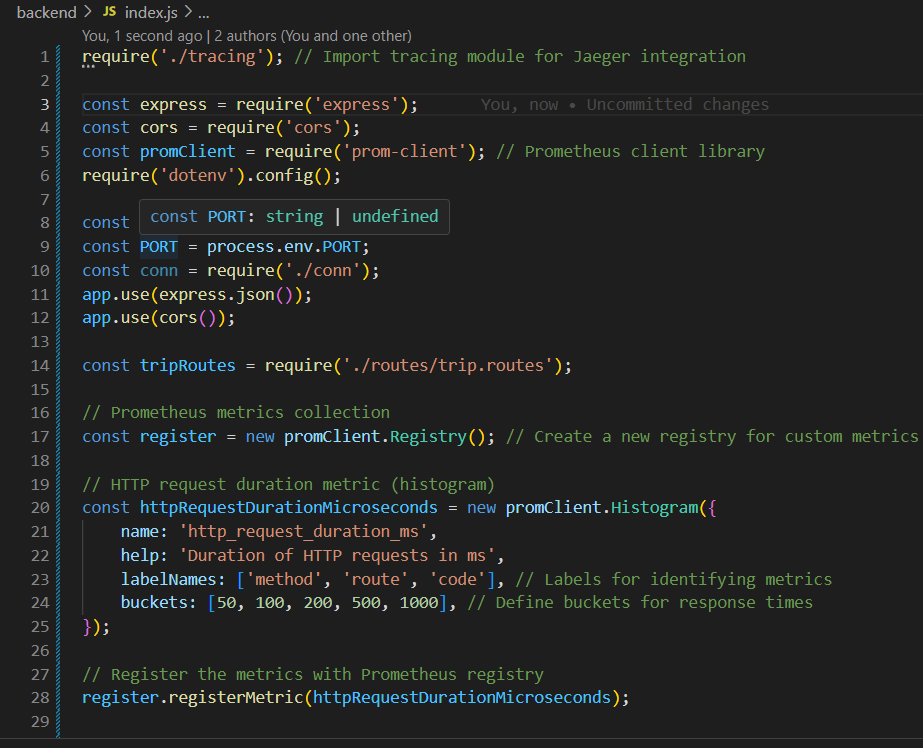 backend > JS index.js > ...
You, 1 second ago | 2 authors (You and one other)
1 require('./tracing'); // Import tracing module for Jaeger integration
2
3 const express = require('express'); You, now • Uncommitted changes
4 const cors = require('cors');
5 const promClient = require('prom-client'); // Prometheus client library
6 require('dotenv').config();
7
const PORT: string | undefined
8 const
9 const PORT = process.env.PORT;
10 const conn = require('./conn');
11 app.use(express.json());
12 app.use(cors());
13
14 const tripRoutes = require('./routes/trip.routes');
15
16 // Prometheus metrics collection
17 const register = new promClient.Registry(); // Create a new registry for custom metrics
18
19 // HTTP request duration metric (histogram)
20 const httpRequestDurationMicroseconds = new promClient.Histogram({
21 name: 'http_request_duration_ms',
22 help: 'Duration of HTTP requests in ms',
23 labelNames: ['method', 'route', 'code'], // Labels for identifying metrics
24 buckets: [50, 100, 200, 500, 1000], // Define buckets for response times
25 });
26
27 // Register the metrics with Prometheus registry
28 register.registerMetric(httpRequestDurationMicroseconds);
29